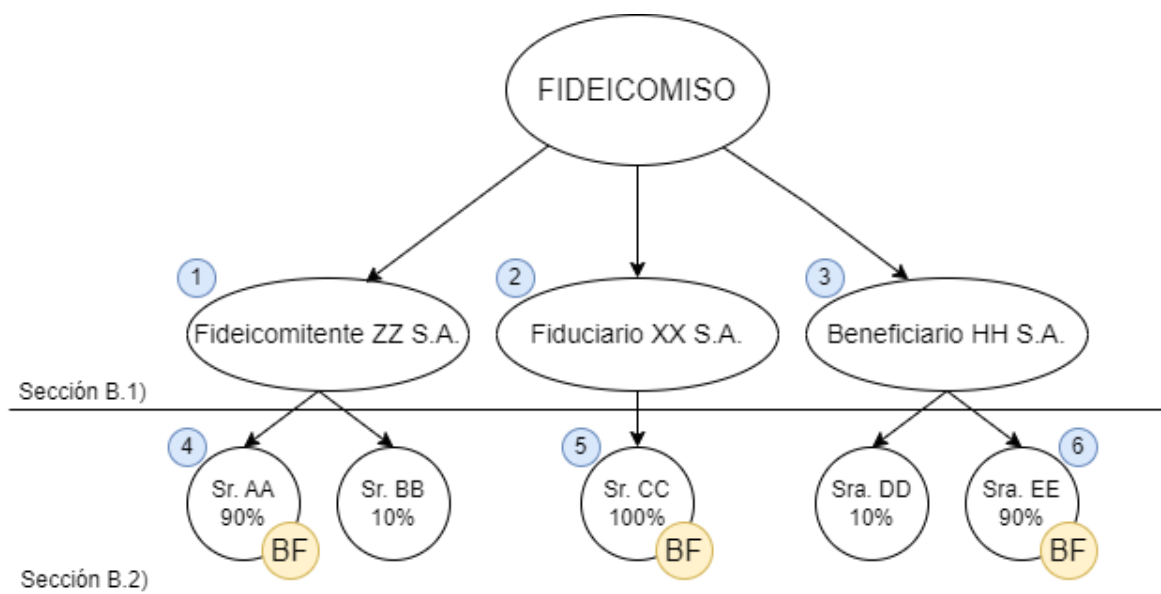 FIDEICOMISO
1
2
3
Fideicomitente ZZ S.A.
Fiduciario XX S.A.
Beneficiario HH S.A.
Sección B.1)
4
5
6
Sr. AA
90%
BF
Sr. BB
10%
Sr. CC
100%
BF
Sra. DD
10%
Sra. EE
90%
BF
Sección B.2)